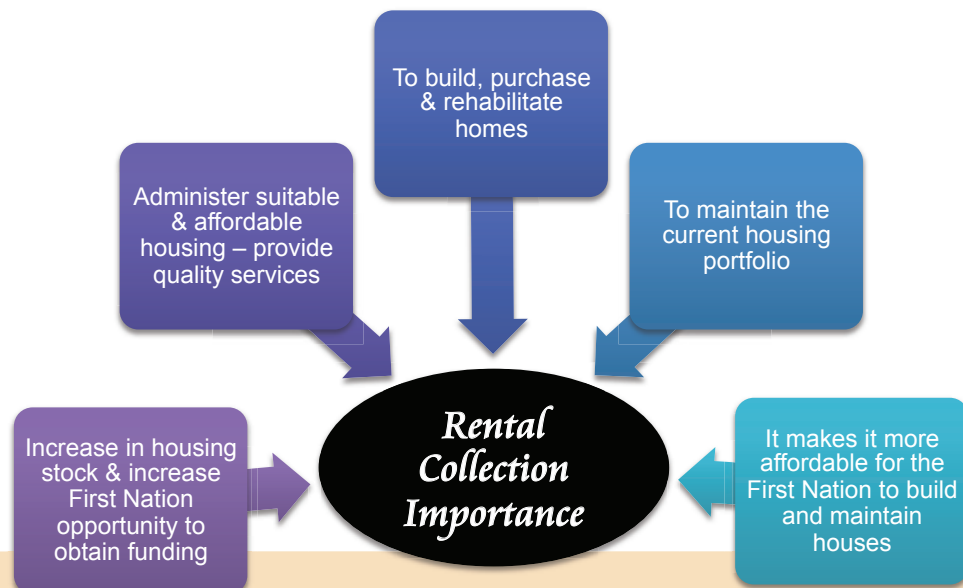 To build, purchase
& rehabilitate
homes
Administer suitable
& affordable
housing – provide
quality services
To maintain the
current housing
portfolio
Increase in housing
stock & increase
First Nation
opportunity to
obtain funding
Rental
Collection
Importance
It makes it more
affordable for the
First Nation to build
and maintain
houses